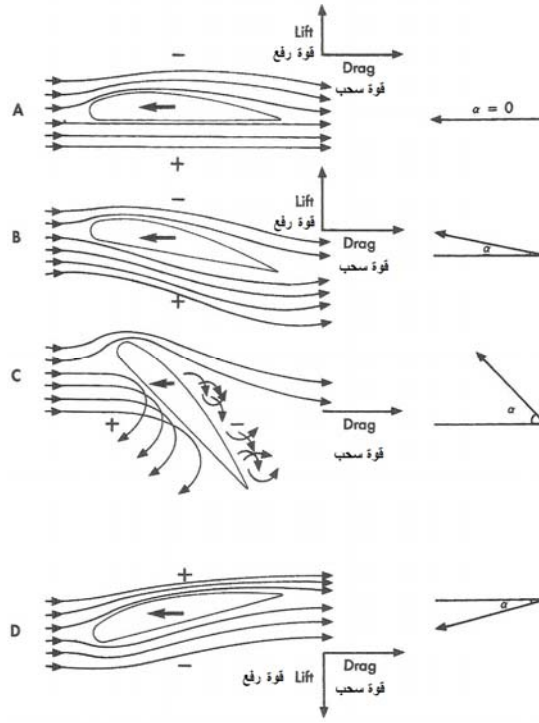 Lift
قوة رفع
−
Drag
قوة سحب
A
α = 0
+
Lift
قوة رفع
−
B
Drag
قوة سحب
α
+
C
+
−
Drag
قوة سحب
α
+
D
α
−
قوة رفع Lift
Drag
قوة سحب